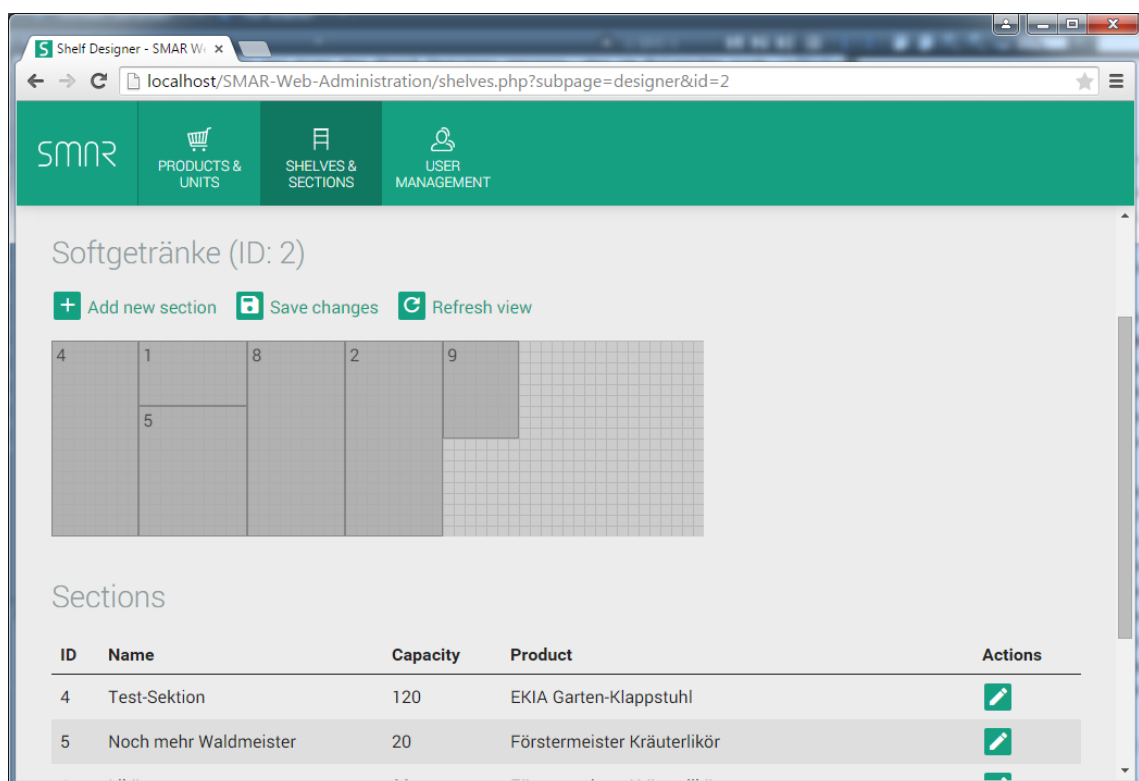 Shelf Designer - SMAR We
localhost/SMAR-Web-Administration/shelves.php?subpage=designer&id=2
SMAR
PRODUCTS &
UNITS
SHELVES &
SECTIONS
USER
MANAGEMENT
Softgetränke (ID: 2)
Add new section Save changes Refresh view
4 1 8 2 9
5
Sections
ID Name Capacity Product Actions
4 Test-Sektion 120 EKIA Garten-Klappstuhl
5 Noch mehr Waldmeister 20 Förstermeister Kräuterlikör